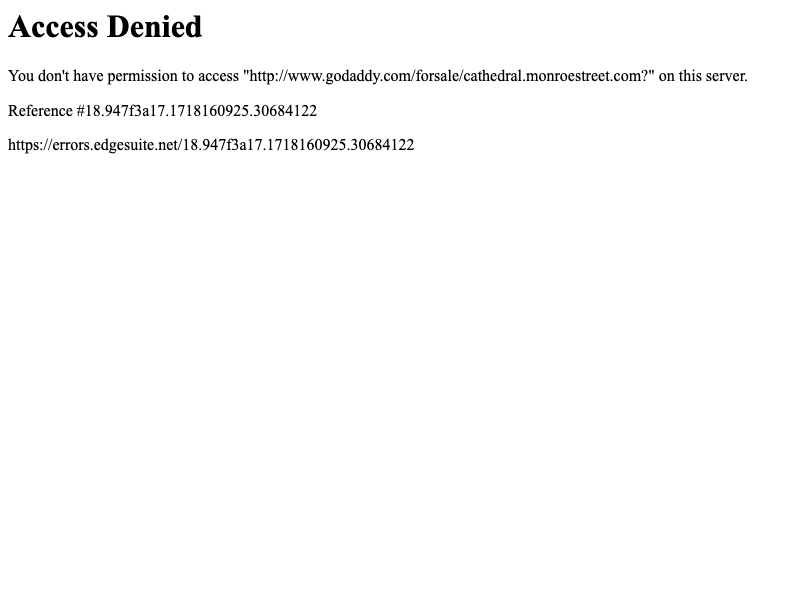 Access Denied
You don't have permission to access "http://www.godaddy.com/forsale/cathedral.monroestreet.com?" on this server.
Reference #18.947f3a17.1718160925.30684122
https://errors.edgesuite.net/18.947f3a17.1718160925.30684122